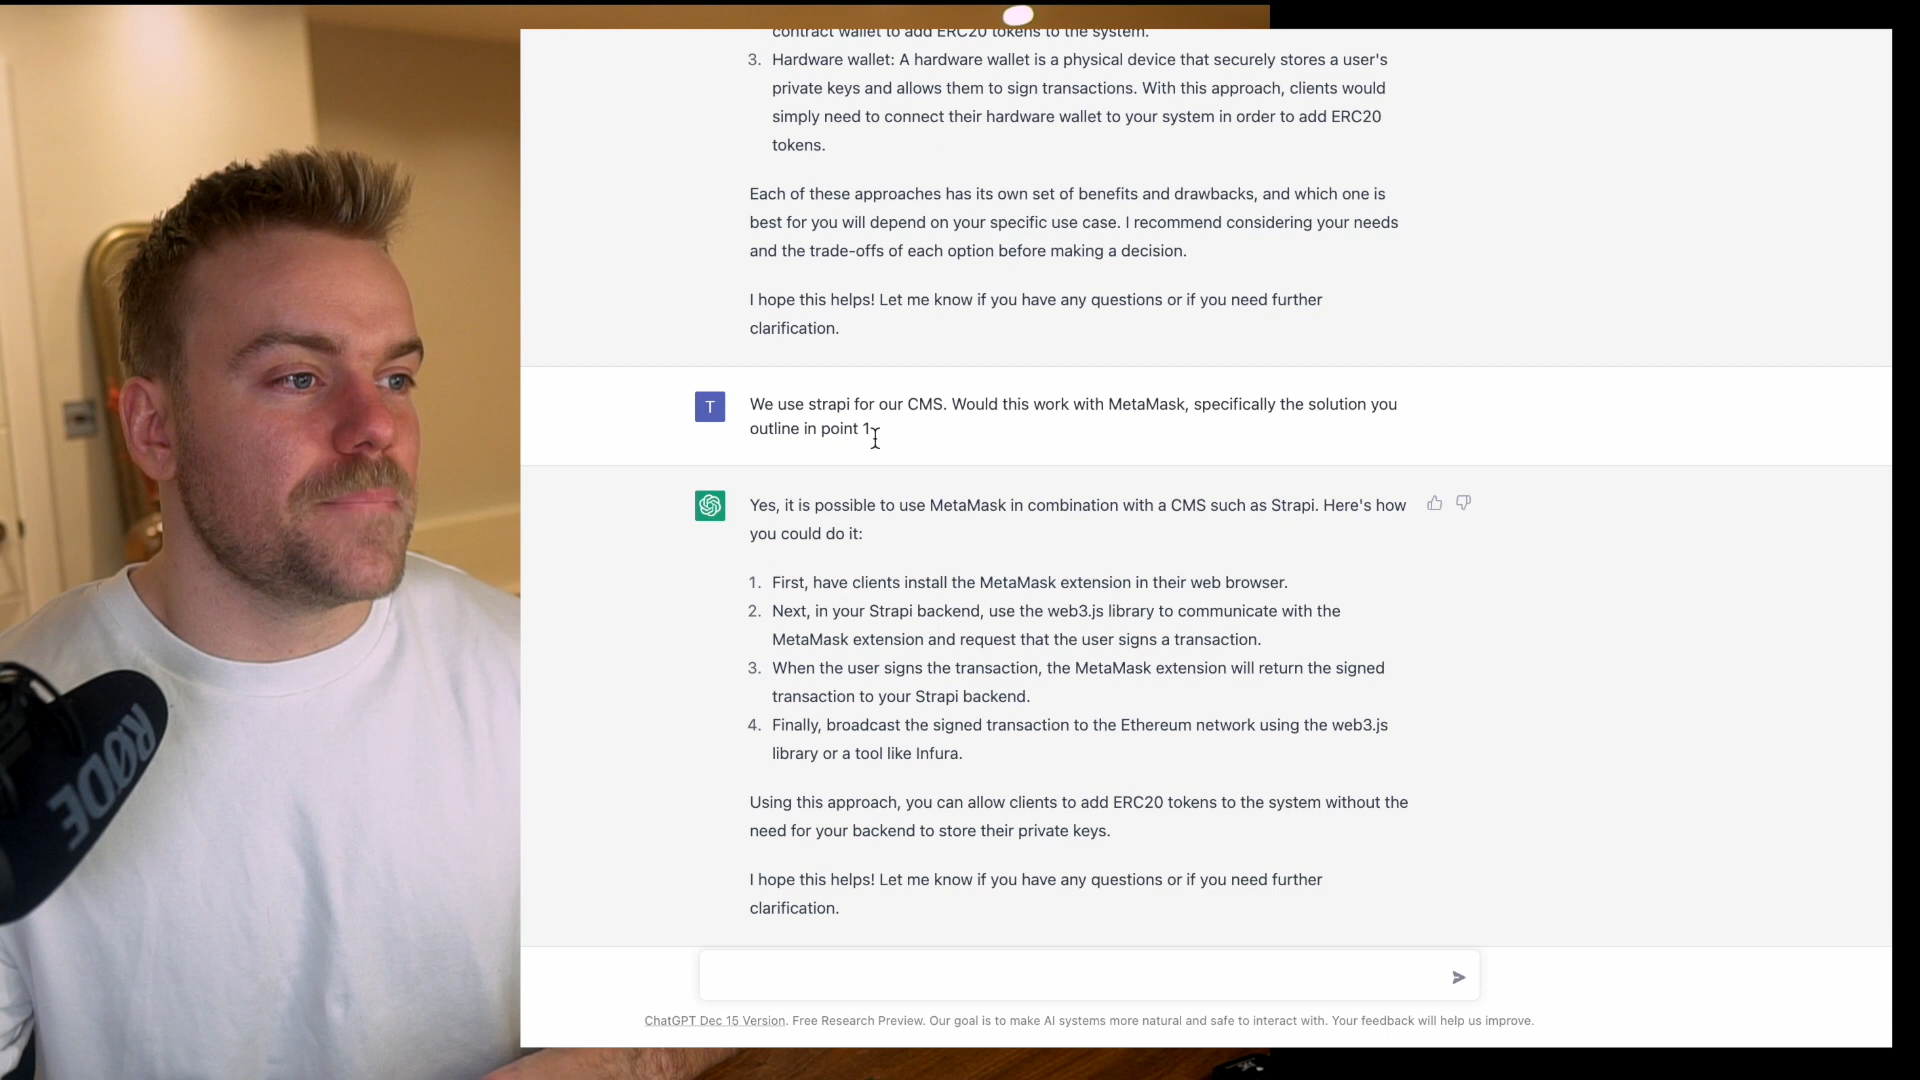 contract wallet to add ERC20 tokens to the system.
3. Hardware wallet: A hardware wallet is a physical device that securely stores a user's
private keys and allows them to sign transactions. With this approach, clients would
simply need to connect their hardware wallet to your system in order to add ERC20
tokens.
Each of these approaches has its own set of benefits and drawbacks, and which one is
best for you will depend on your specific use case. I recommend considering your needs
and the trade-offs of each option before making a decision.
I hope this helps! Let me know if you have any questions or if you need further
clarification.
T
We use strapi for our CMS. Would this work with MetaMask, specifically the solution you
outline in point 1
Yes, it is possible to use MetaMask in combination with a CMS such as Strapi. Here's how
you could do it:
1. First, have clients install the MetaMask extension in their web browser.
2. Next, in your Strapi backend, use the web3.js library to communicate with the
MetaMask extension and request that the user signs a transaction.
3. When the user signs the transaction, the MetaMask extension will return the signed
transaction to your Strapi backend.
4. Finally, broadcast the signed transaction to the Ethereum network using the web3.js
library or a tool like Infura.
Using this approach, you can allow clients to add ERC20 tokens to the system without the
need for your backend to store their private keys.
I hope this helps! Let me know if you have any questions or if you need further
clarification.
ChatGPT Dec 15 Version. Free Research Preview. Our goal is to make AI systems more natural and safe to interact with. Your feedback will help us improve.
RØDE